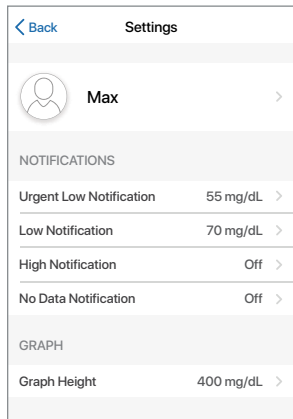 Back Settings
Max
NOTIFICATIONS
Urgent Low Notification 55 mg/dL
Low Notification 70 mg/dL
High Notification Off
No Data Notification Off
GRAPH
Graph Height 400 mg/dL